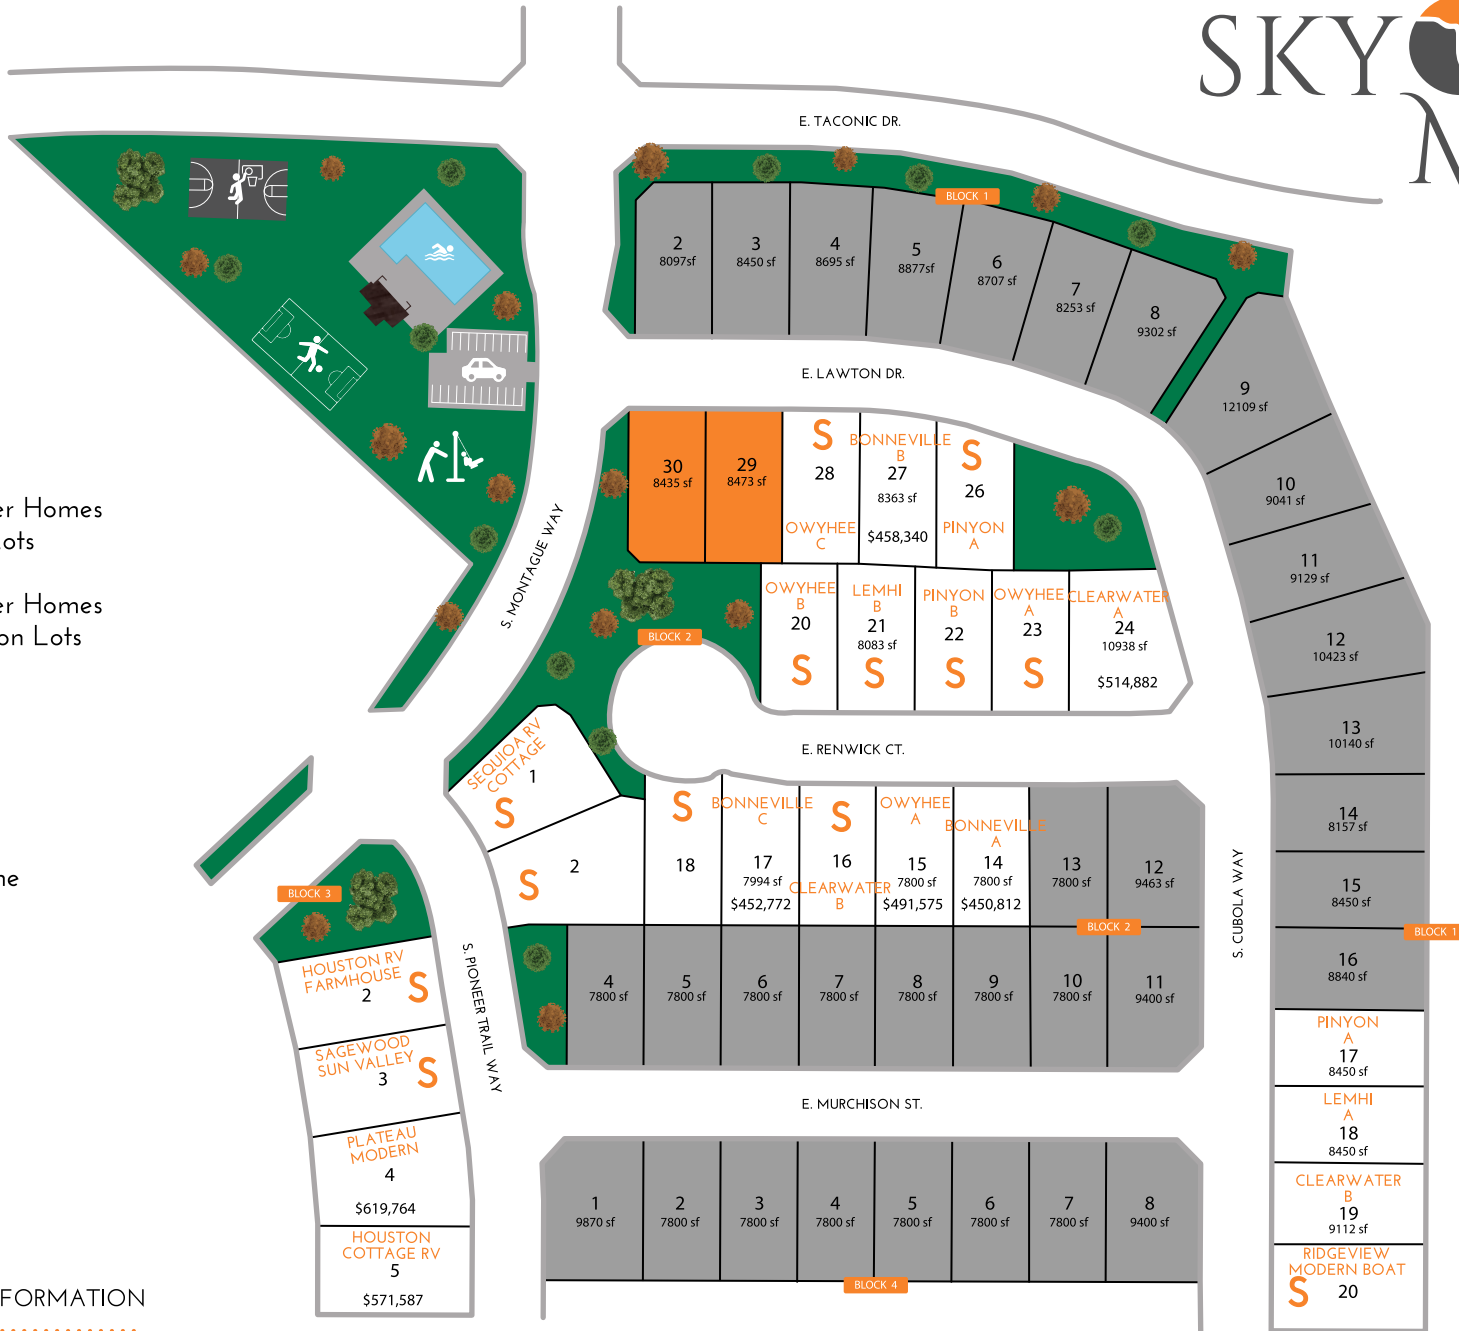 SKY
E. TACONIC DR.
BLOCK 1
2
8097sf
3
8450 sf
4
8695 sf
5
8877sf
6
8707 sf
7
8253 sf
8
9302 sf
9
12109 sf
10
9041 sf
11
9129 sf
12
10423 sf
13
10140 sf
14
8157 sf
15
8450 sf
BLOCK 1
16
8840 sf
PINYON
A
17
8450 sf
LEMHI
A
18
8450 sf
CLEARWATER
B
19
9112 sf
RIDGEVIEW
MODERN BOAT
S
20
E. LAWTON DR.
30
8435 sf
29
8473 sf
S
28
OWYHEE
C
BONNEVILLE
B
27
8363 sf
$458,340
S
26
PINYON
A
OWYHEE
B
20
S
LEMHI
B
21
8083 sf
S
PINYON
B
22
S
OWYHEE
A
23
S
CLEARWATER
A
24
10938 sf
$514,882
BLOCK 2
S. MONTAGUE WAY
E. RENWICK CT.
SEQUIOA RV
COTTAGE
1
S
2
S
S
18
BONNEVILLE
C
17
7994 sf
$452,772
S
16
CLEARWATER
B
OWYHEE
A
15
7800 sf
$491,575
BONNEVILLE
A
14
7800 sf
$450,812
13
7800 sf
12
9463 sf
BLOCK 2
4
7800 sf
5
7800 sf
6
7800 sf
7
7800 sf
8
7800 sf
9
7800 sf
10
7800 sf
11
9400 sf
S. CUBOLA WAY
S. PIONEER TRAIL WAY
E. MURCHISON ST.
BLOCK 3
HOUSTON RV
FARMHOUSE
2
S
SAGEWOOD
SUN VALLEY
3
S
PLATEAU
MODERN
4
$619,764
HOUSTON
COTTAGE RV
5
$571,587
1
9870 sf
2
7800 sf
3
7800 sf
4
7800 sf
5
7800 sf
6
7800 sf
7
7800 sf
8
9400 sf
BLOCK 4
er Homes
ots
er Homes
on Lots
ne
FORMATION